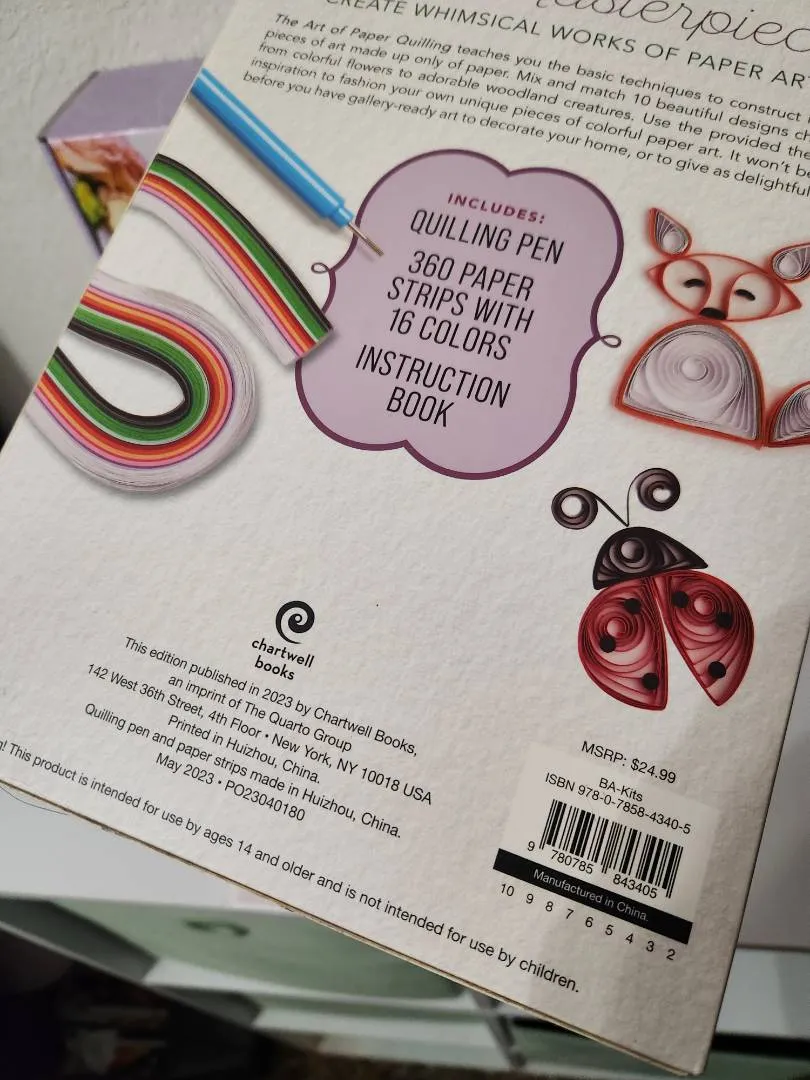 CREATE WHIMSICAL WORKS OF PAPER
The Art of Paper Quilling teaches you the basic techniques to construct
pieces of art made up only of paper. Mix and match 10 beautiful designs
from colorful flowers to adorable woodland creatures. Use the provided
inspiration to fashion your own unique pieces of colorful paper art. It won't
before you have gallery-ready art to decorate your home, or to give as
INCLUDES:
QUILLING PEN
360 PAPER
STRIPS WITH
16 COLORS
INSTRUCTION
BOOK
chartwell
books
This edition published in 2023 by Chartwell Books,
an imprint of The Quarto Group
142 West 36th Street, 4th Floor • New York, NY 10018 USA
Printed in Huizhou, China.
Quilling pen and paper strips made in Huizhou, China.
May 2023 • PO23040180
This product is intended for use by ages 14 and older and is not intended for use by children.
MSRP: $24.99
BA-Kits
ISBN 978-0-7858-4340-5
9 780785 843405
Manufactured in China.
10 9 8 7 6 5 4 3 2